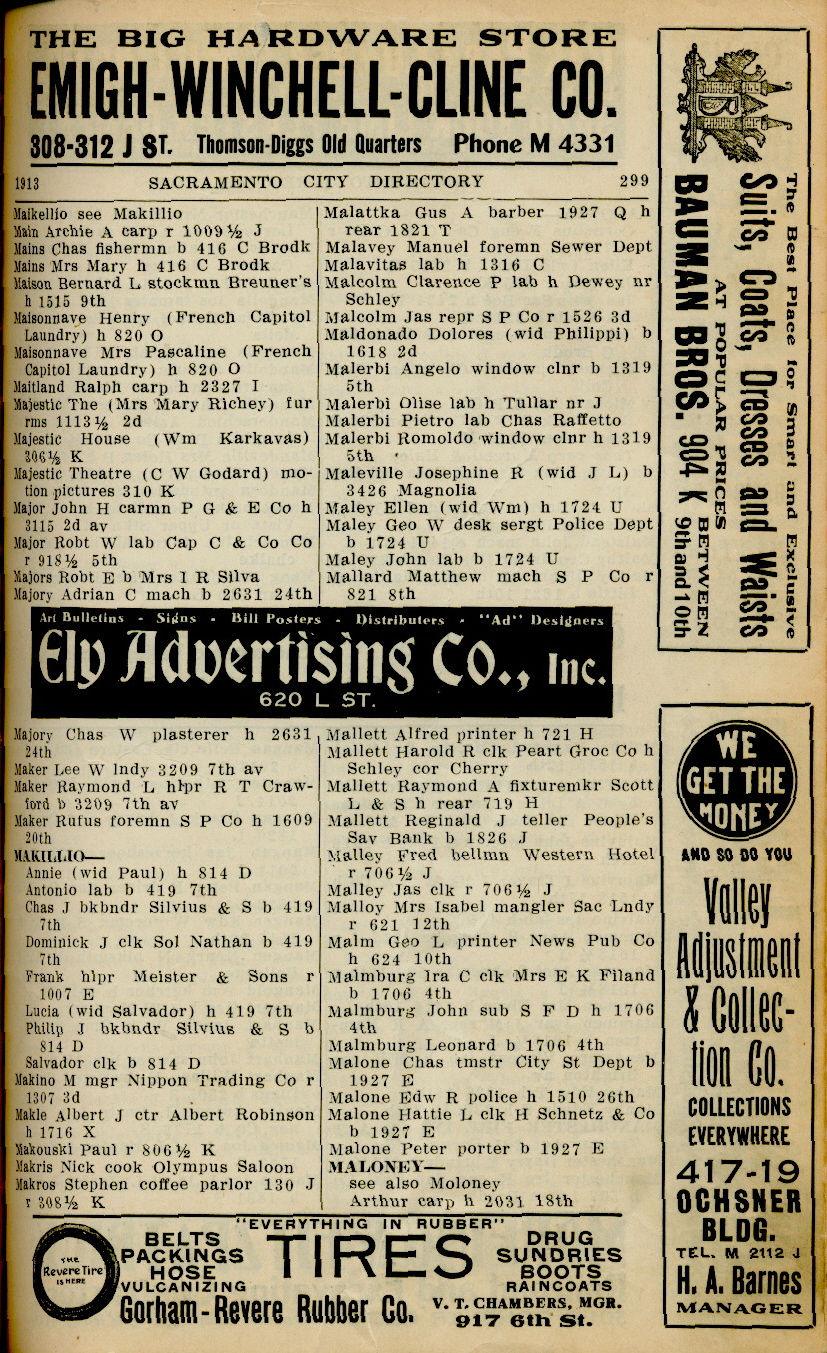 THE BIG HARDWARE STORE
EMIGH-WINCHELL-CLINE CO.
308-312 J ST. Thomson-Diggs Old Quarters Phone M 4331
1913 SACRAMENTO CITY DIRECTORY 299
Maikellio see Makillio
Main Archie A carp r 1009½ J
Mains Chas fishermn b 416 C Brodk
Mains Mrs Mary h 416 C Brodk
Maison Bernard L stockmn Breuner's
h 1515 9th
Maisonnave Henry (French Capitol
Laundry) h 820 O
Maisonnave Mrs Pascaline (French
Capitol Laundry) h 820 O
Maitland Ralph carp h 2327 I
Majestic The (Mrs Mary Richey) fur
rms 1113½ 2d
Majestic House (Wm Karkavas)
306½ K
Majestic Theatre (C W Godard) mo-
tion pictures 310 K
Major John H carmn P G & E Co h
3115 2d av
Major Robt W lab Cap C & Co Co
r 918½ 5th
Majors Robt E b Mrs I R Silva
Majory Adrian C mach b 2631 24th
Malattka Gus A barber 1927 Q h
rear 1821 T
Malavey Manuel foremn Sewer Dept
Malavitas lab h 1316 C
Malcolm Clarence P lab h Dewey nr
Schley
Malcolm Jas repr S P Co r 1526 3d
Maldonado Dolores (wid Philippi) b
1618 2d
Malerbi Angelo window clnr b 1319
5th
Malerbi Olise lab h Tullar nr J
Malerbi Pietro lab Chas Raffetto
Malerbi Romoldo window clnr h 1319
5th
Maleville Josephine R (wid J L) b
3426 Magnolia
Maley Ellen (wid Wm) h 1724 U
Maley Geo W desk sergt Police Dept
b 1724 U
Maley John lab b 1724 U
Mallard Matthew mach S P Co r
821 8th
Art Bulletins - Signs - Bill Posters - Distributers - "Ad" Designers
Ely Advertising Co., Inc.
620 L ST.
Majory Chas W plasterer h 2631
24th
Maker Lee W lndy 3209 7th av
Maker Raymond L hlpr R T Craw-
ford b 3209 7th av
Maker Rufus foremn S P Co h 1609
20th
MAKILLIO—
Annie (wid Paul) h 814 D
Antonio lab b 419 7th
Chas J bkbndr Silvius & S b 419
7th
Dominick J clk Sol Nathan b 419
7th
Frank hlpr Meister & Sons r
1007 E
Lucia (wid Salvador) h 419 7th
Philip J bkbndr Silvius & S b
814 D
Salvador clk b 814 D
Makino M mgr Nippon Trading Co r
1307 3d
Makle Albert J ctr Albert Robinson
h 1716 X
Makouski Paul r 806½ K
Makris Nick cook Olympus Saloon
Makros Stephen coffee parlor 130 J
r 308½ K
Mallett Alfred printer h 721 H
Mallett Harold R clk Peart Groc Co h
Schley cor Cherry
Mallett Raymond A fixturemkr Scott
L & S h rear 719 H
Mallett Reginald J teller People's
Sav Bank b 1826 J
Malley Fred bellmn Western Hotel
r 706½ J
Malley Jas clk r 706½ J
Malloy Mrs Isabel mangler Sac Lndy
r 621 12th
Malm Geo L printer News Pub Co
h 624 10th
Malmburg Ira C clk Mrs E K Filand
b 1706 4th
Malmburg John sub S F D h 1706
4th
Malmburg Leonard b 1706 4th
Malone Chas tmstr City St Dept b
1927 E
Malone Edw R police h 1510 26th
Malone Hattie L clk H Schnetz & Co
b 1927 E
Malone Peter porter b 1927 E
MALONEY—
see also Moloney
Arthur carp h 2031 18th
"EVERYTHING IN RUBBER"
THE
Revere Tire
IS HERE
BELTS
PACKINGS
HOSE
VULCANIZING
TIRES
DRUG
SUNDRIES
BOOTS
RAINCOATS
Gorham-Revere Rubber Co.
V. T. CHAMBERS, MGR.
917 6th St.
B
The Best Place for Smart and Exclusive
Suits, Coats, Dresses and Waists
AT POPULAR PRICES
BAUMAN BROS. 904 K BETWEEN
9th and 10th
WE
GET THE
MONEY
AND SO DO YOU
Valley
Adjustment
& Collec-
tion Co.
COLLECTIONS
EVERYWHERE
417-19
OCHSNER
BLDG.
TEL. M 2112 J
H. A. Barnes
MANAGER